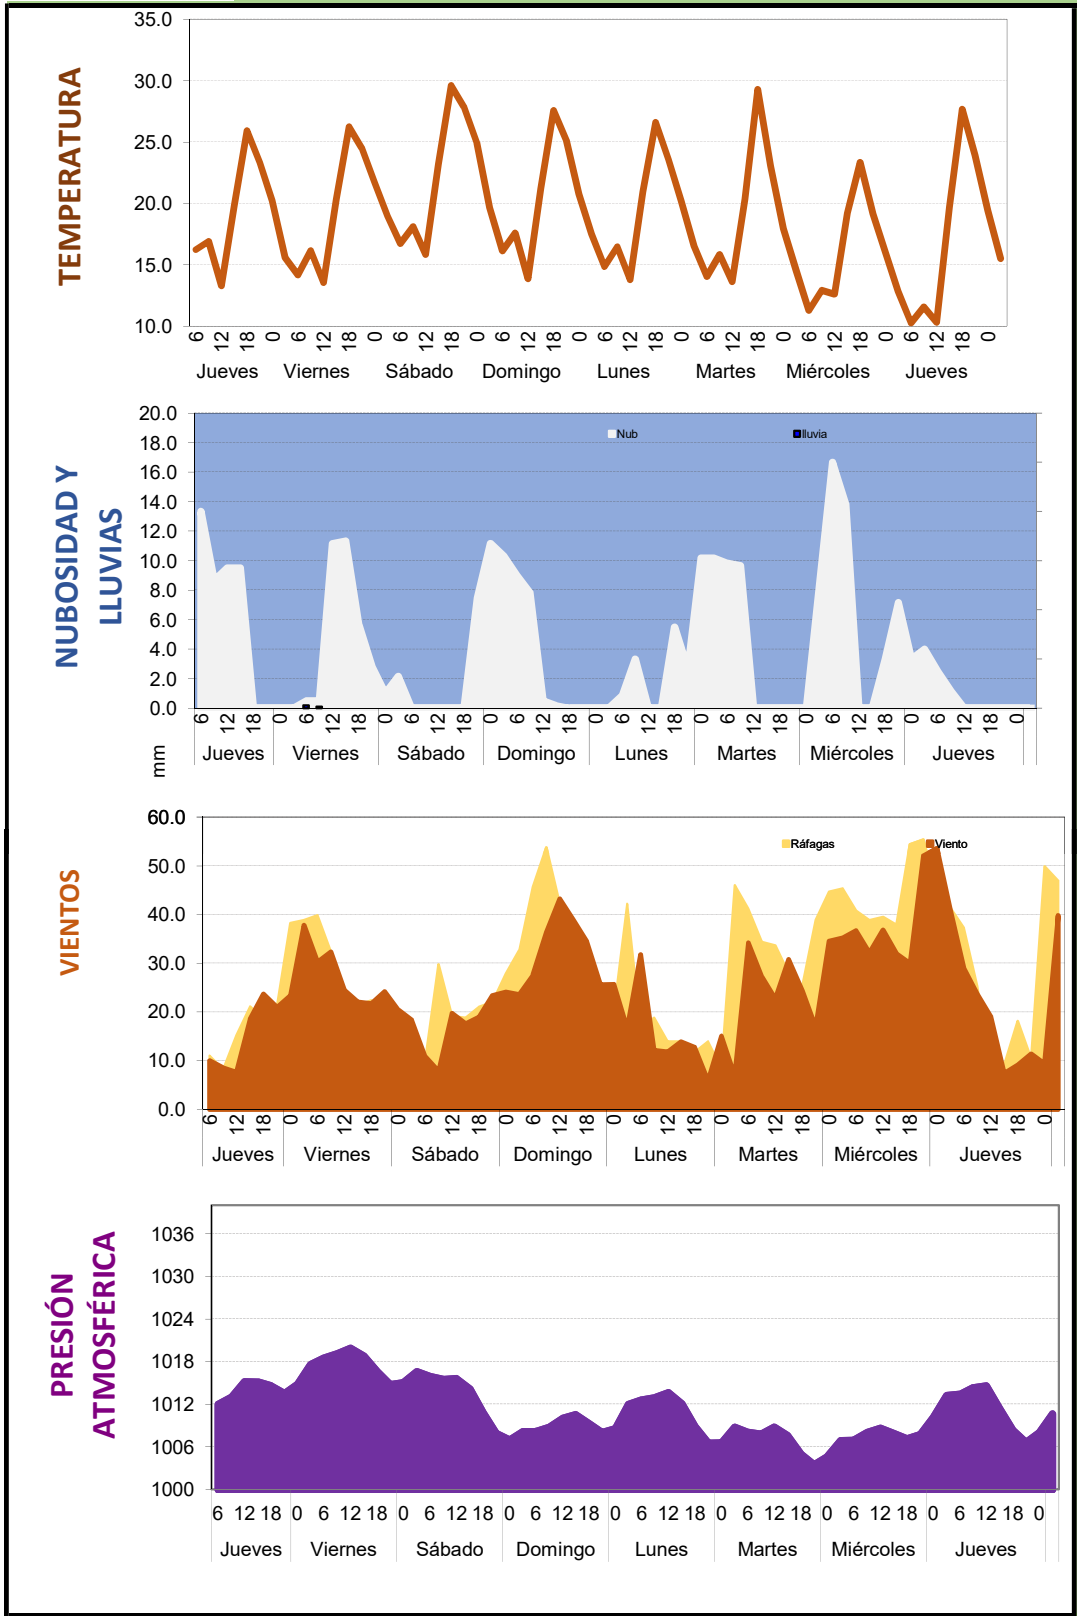 TEMPERATURA
35.0
30.0
25.0
20.0
15.0
10.0
6 12 18 0 6 12 18 0 6 12 18 0 6 12 18 0 6 12 18 0 6 12 18 0 6 12 18 0 6 12 18 0
Jueves Viernes Sábado Domingo Lunes Martes Miércoles Jueves
NUBOSIDAD Y
LLUVIAS
20.0
18.0
16.0
14.0
12.0
10.0
8.0
6.0
4.0
2.0
0.0
Nub lluvia
6 12 18 0 6 12 18 0 6 12 18 0 6 12 18 0 6 12 18 0 6 12 18 0 6 12 18 0 6 12 18 0
mm
Jueves Viernes Sábado Domingo Lunes Martes Miércoles Jueves
VIENTOS
60.0
50.0
40.0
30.0
20.0
10.0
0.0
Ráfagas Viento
6 12 18 0 6 12 18 0 6 12 18 0 6 12 18 0 6 12 18 0 6 12 18 0 6 12 18 0 6 12 18 0
Jueves Viernes Sábado Domingo Lunes Martes Miércoles Jueves
PRESIÓN
ATMOSFÉRICA
1036
1030
1024
1018
1012
1006
1000
6 12 18 0 6 12 18 0 6 12 18 0 6 12 18 0 6 12 18 0 6 12 18 0 6 12 18 0 6 12 18 0
Jueves Viernes Sábado Domingo Lunes Martes Miércoles Jueves